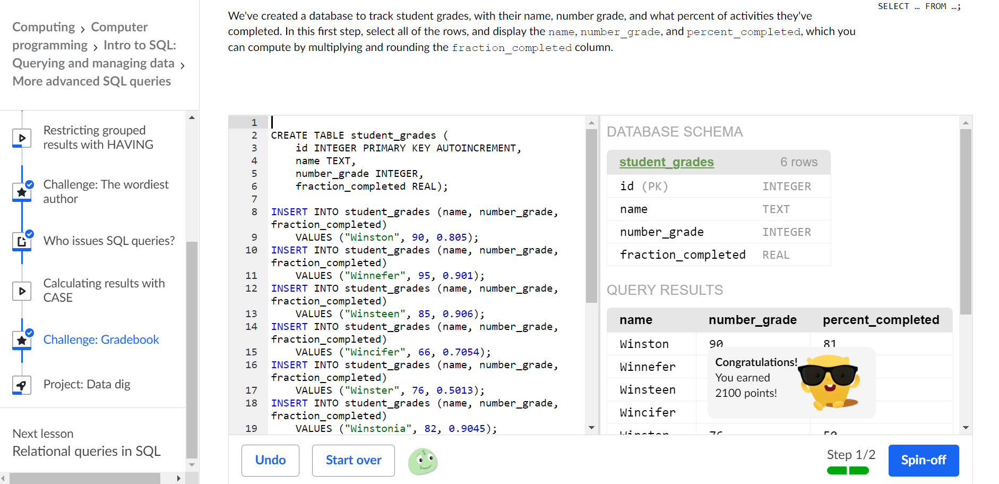 Computing › Computer
programming › Intro to SQL:
Querying and managing data ›
More advanced SQL queries
Restricting grouped
results with HAVING
Challenge: The wordiest
author
Who issues SQL queries?
Calculating results with
CASE
Challenge: Gradebook
Project: Data dig
Next lesson
Relational queries in SQL
We've created a database to track student grades, with their name, number grade, and what percent of activities they've
completed. In this first step, select all of the rows, and display the name, number_grade, and percent_completed, which you
can compute by multiplying and rounding the fraction_completed column.
SELECT … FROM …;
1
2 CREATE TABLE student_grades (
3 id INTEGER PRIMARY KEY AUTOINCREMENT,
4 name TEXT,
5 number_grade INTEGER,
6 fraction_completed REAL);
7
8 INSERT INTO student_grades (name, number_grade,
fraction_completed)
9 VALUES ("Winston", 90, 0.805);
10 INSERT INTO student_grades (name, number_grade,
fraction_completed)
11 VALUES ("Winnefer", 95, 0.901);
12 INSERT INTO student_grades (name, number_grade,
fraction_completed)
13 VALUES ("Winsteen", 85, 0.906);
14 INSERT INTO student_grades (name, number_grade,
fraction_completed)
15 VALUES ("Wincifer", 66, 0.7054);
16 INSERT INTO student_grades (name, number_grade,
fraction_completed)
17 VALUES ("Winster", 76, 0.5013);
18 INSERT INTO student_grades (name, number_grade,
fraction_completed)
19 VALUES ("Winstonia", 82, 0.9045);
DATABASE SCHEMA
student_grades 6 rows
id (PK) INTEGER
name TEXT
number_grade INTEGER
fraction_completed REAL
QUERY RESULTS
name number_grade percent_completed
Winston 90 81
Winnefer
Winsteen
Wincifer
Winster 76 50
Congratulations!
You earned
2100 points!
Undo
Start over
Step 1/2
Spin-off